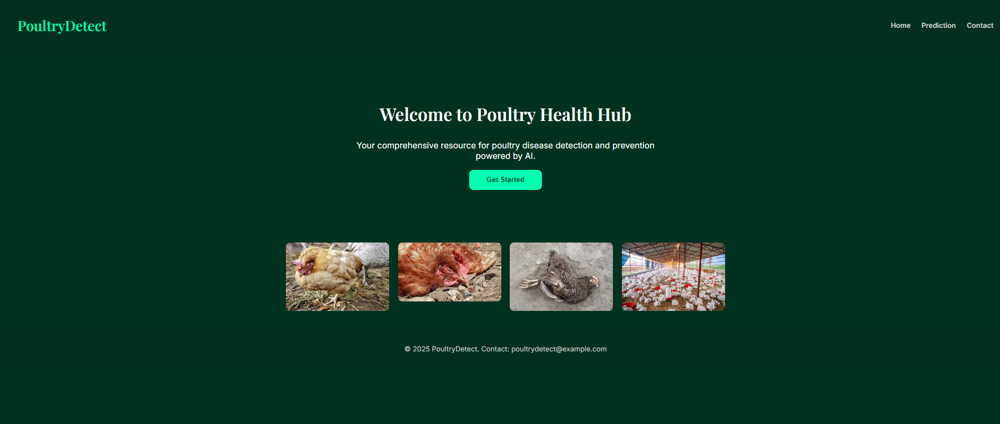 PoultryDetect
Home Prediction Contact
Welcome to Poultry Health Hub
Your comprehensive resource for poultry disease detection and prevention
powered by AI.
Get Started
© 2025 PoultryDetect. Contact: poultrydetect@example.com